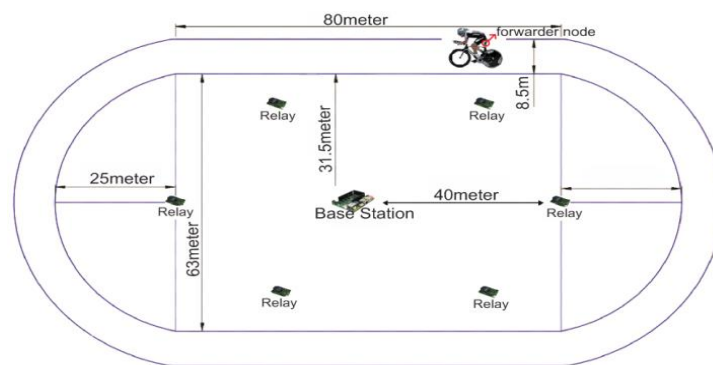 80meter
forwarder node
8.5m
Relay
Relay
31.5meter
25meter
40meter
Relay
Base Station
Relay
63meter
Relay
Relay